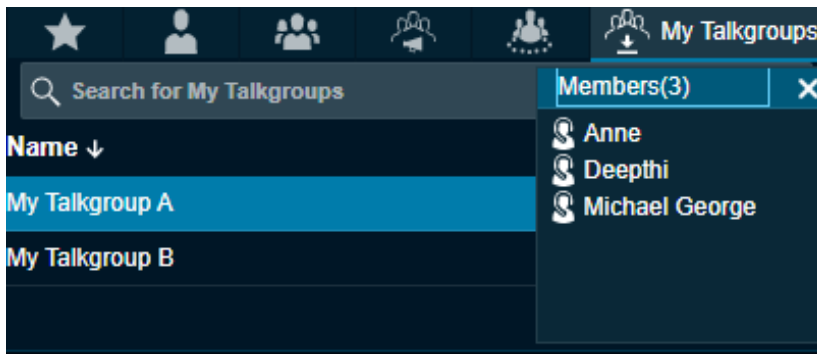 My Talkgroups
Search for My Talkgroups
Name ↓
My Talkgroup A
My Talkgroup B
Members(3)
Anne
Deepthi
Michael George